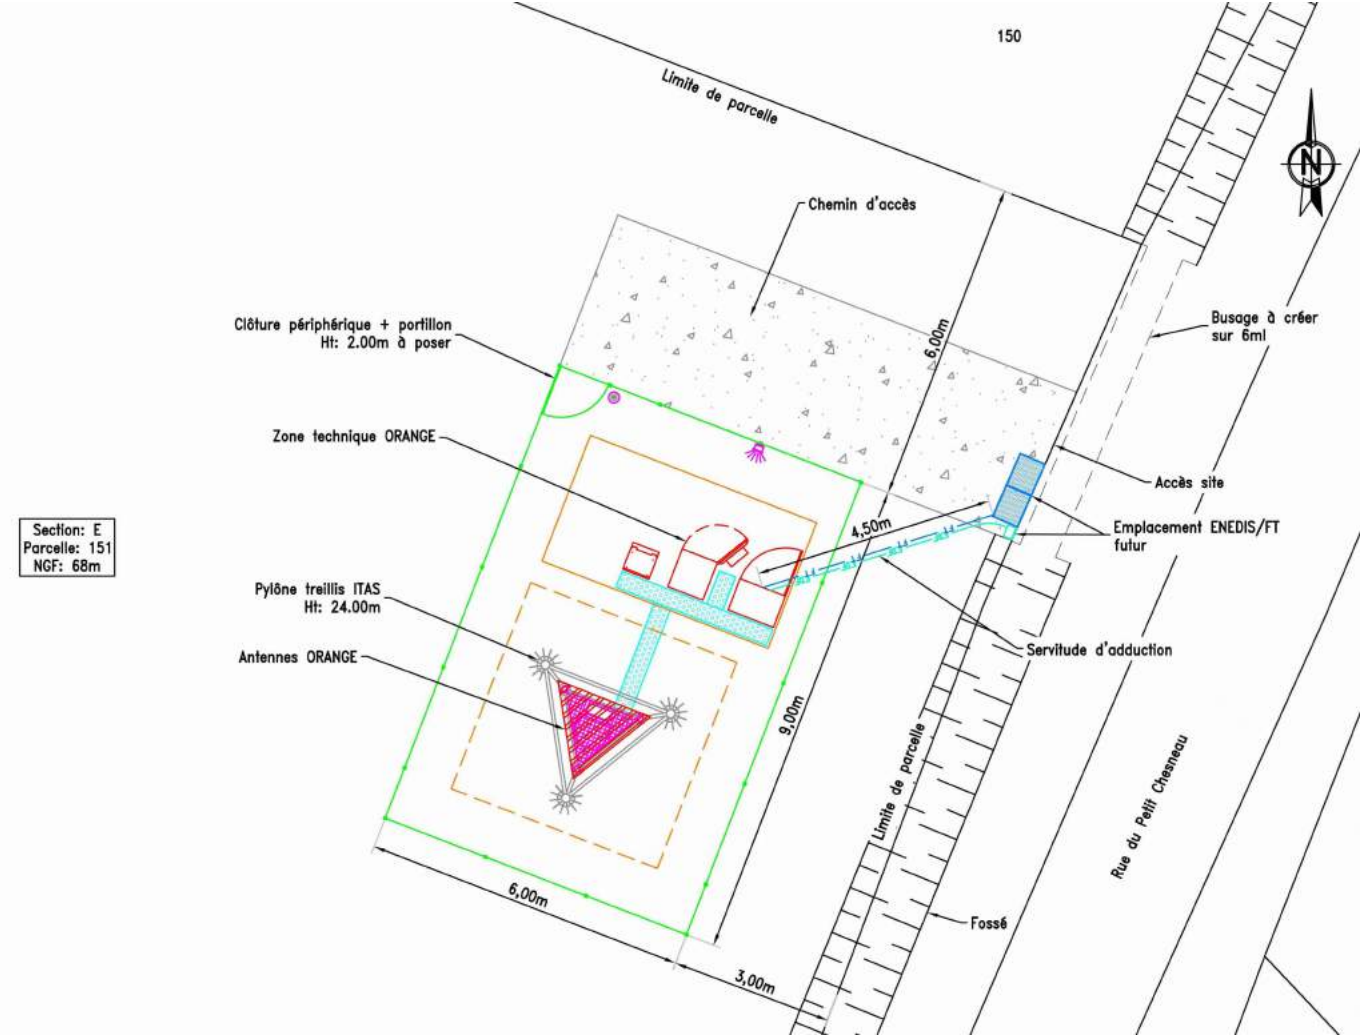 150
Limite de parcelle
N
Chemin d'accès
Clôture périphérique + portillon
Ht: 2.00m à poser
6,00m
Busage à créer
sur 6ml
Zone technique ORANGE
Accès site
Section: E
Parcelle: 151
NGF: 68m
4,50m
Emplacement ENEDIS/FT
futur
Pylône treillis ITAS
Ht: 24.00m
Antennes ORANGE
Servitude d'adduction
9,00m
Limite de parcelle
Rue du Petit Chesneau
6,00m
Fossé
3,00m